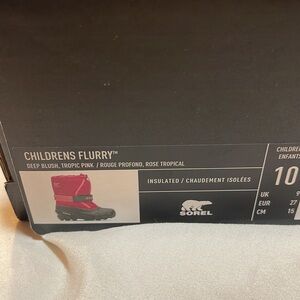 CHILDRENS FLURRY™
DEEP BLUSH, TROPIC PINK / ROUGE PROFOND, ROSE TROPICAL
INSULATED / CHAUDEMENT ISOLÉES
SOREL
CHILDREN
ENFANTS
10
UK 9
EUR 27
CM 15